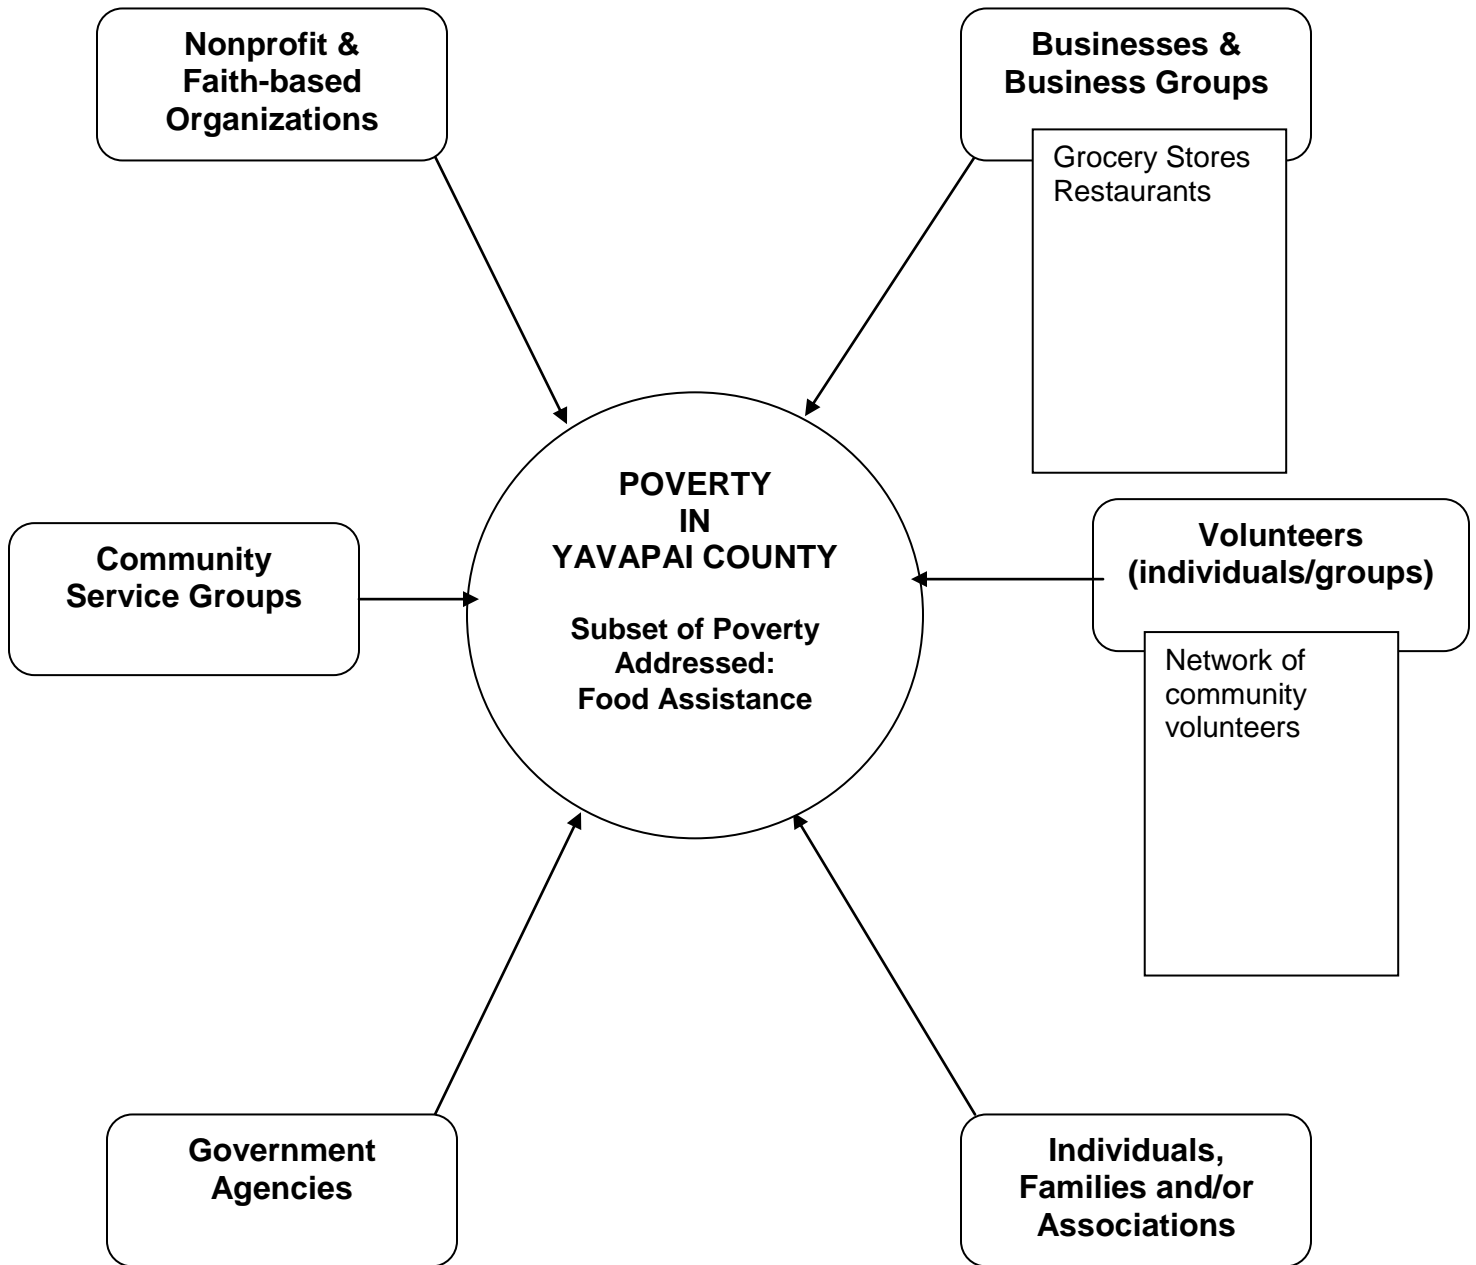 Nonprofit &
Faith-based
Organizations
Businesses &
Business Groups
Grocery Stores
Restaurants
POVERTY
IN
YAVAPAI COUNTY
Subset of Poverty
Addressed:
Food Assistance
Community
Service Groups
Volunteers
(individuals/groups)
Network of
community
volunteers
Government
Agencies
Individuals,
Families and/or
Associations